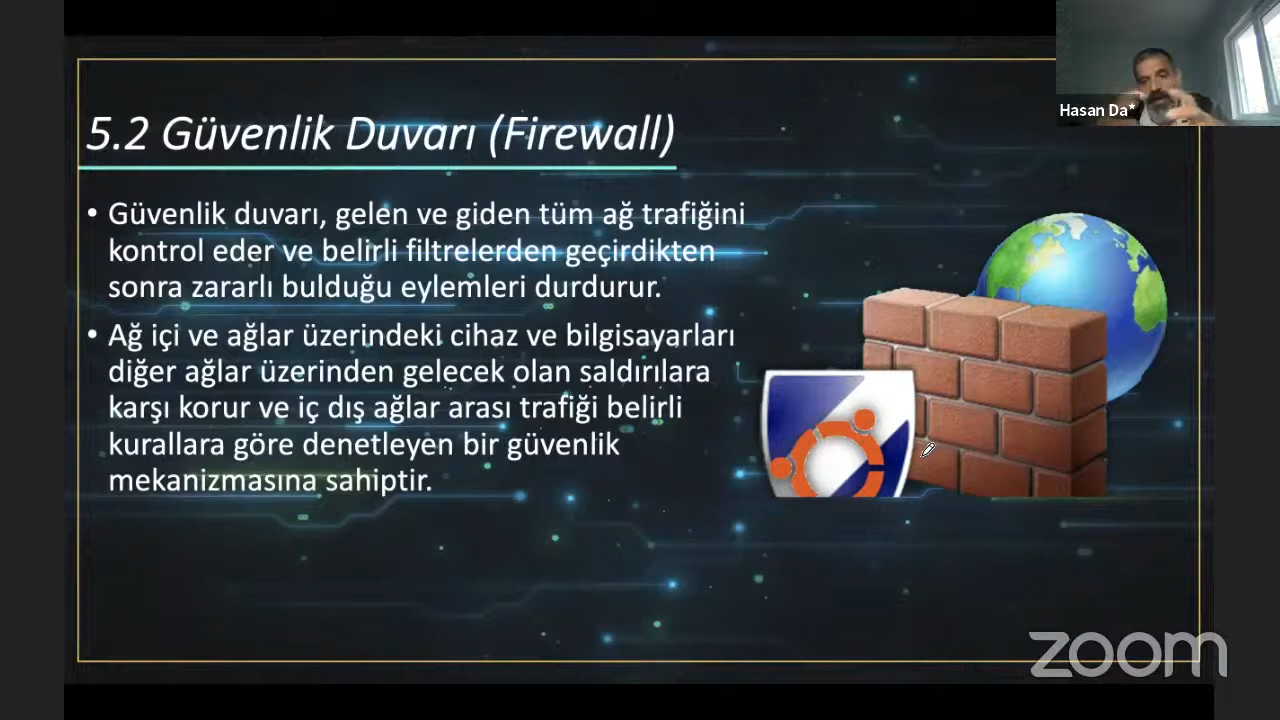 Hasan Da*
5.2 Güvenlik Duvarı (Firewall)
• Güvenlik duvarı, gelen ve giden tüm ağ trafiğini
kontrol eder ve belirli filtrelerden geçirdikten
sonra zararlı bulduğu eylemleri durdurur.
• Ağ içi ve ağlar üzerindeki cihaz ve bilgisayarları
diğer ağlar üzerinden gelecek olan saldırılara
karşı korur ve iç dış ağlar arası trafiği belirli
kurallara göre denetleyen bir güvenlik
mekanizmasına sahiptir.
zoom